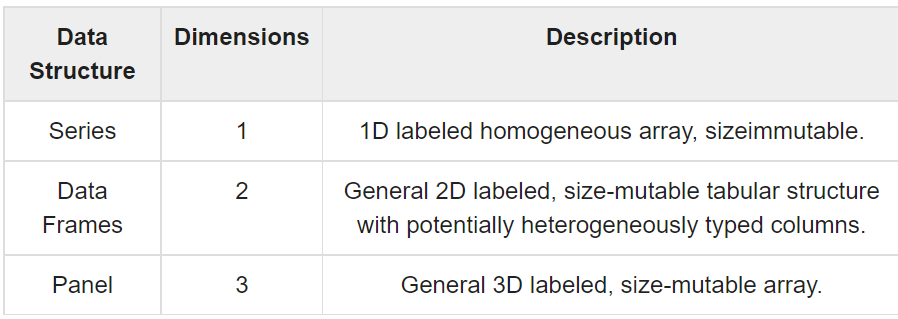 Data Dimensions Description
Structure
Series 1 1D labeled homogeneous array, sizeimmutable.
Data 2 General 2D labeled, size-mutable tabular structure
Frames with potentially heterogeneously typed columns.
Panel 3 General 3D labeled, size-mutable array.